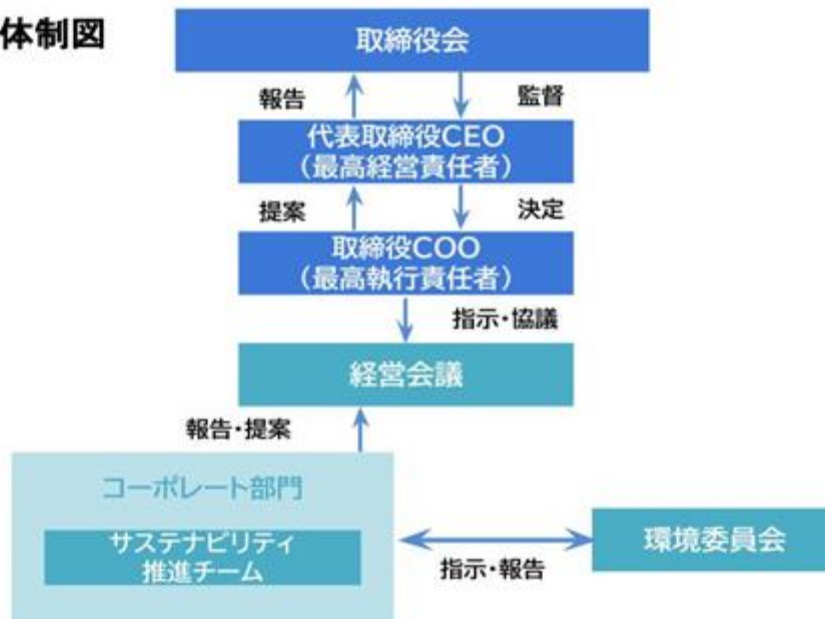 体制図
取締役会
報告
監督
代表取締役CEO
（最高経営責任者）
提案
決定
取締役COO
（最高執行責任者）
指示・協議
経営会議
報告・提案
コーポレート部門
サステナビリティ
推進チーム
環境委員会
指示・報告